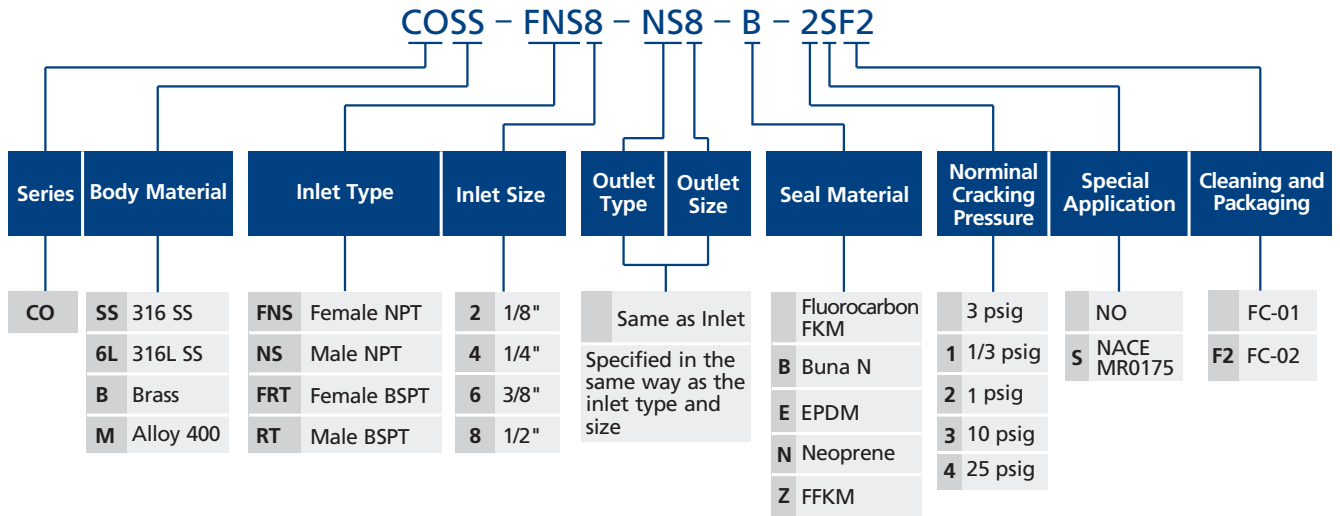 COSS – FNS8 – NS8 – B – 2SF2
Series
Body Material
Inlet Type
Inlet Size
Outlet
Type
Outlet
Size
Seal Material
Norminal
Cracking
Pressure
Special
Application
Cleaning and
Packaging
CO
SS 316 SS
6L 316L SS
B Brass
M Alloy 400
FNS Female NPT
NS Male NPT
FRT Female BSPT
RT Male BSPT
2 1/8"
4 1/4"
6 3/8"
8 1/2"
Same as Inlet
Specified in the
same way as the
inlet type and
size
Fluorocarbon
FKM
B Buna N
E EPDM
N Neoprene
Z FFKM
3 psig
1 1/3 psig
2 1 psig
3 10 psig
4 25 psig
NO
S NACE
MR0175
FC-01
F2 FC-02